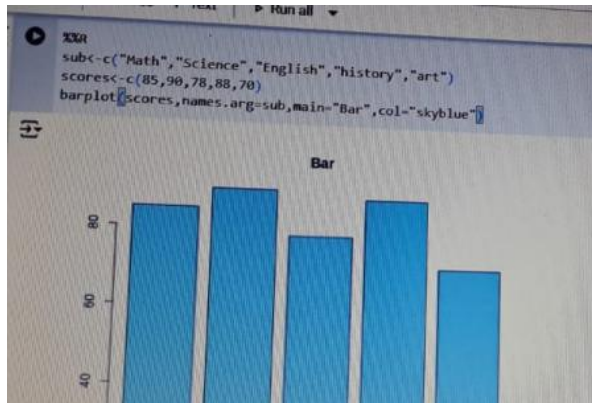 Text
Run all
%%R
sub<-c("Math","Science","English","history","art")
scores<-c(85,90,78,88,70)
barplot(scores,names.arg=sub,main="Bar",col="skyblue")
Bar
80
60
40